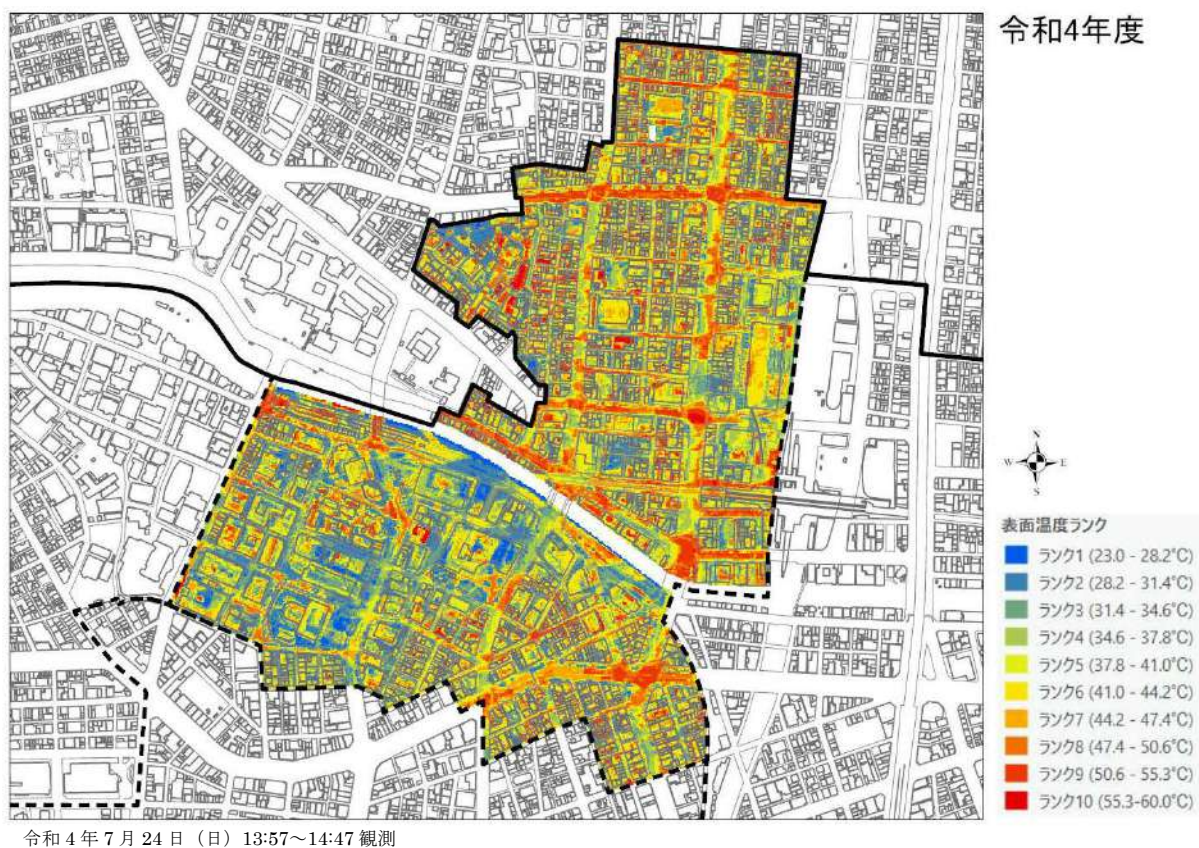 令和4年度
N
W E
S
表面温度ランク
ランク1 (23.0 - 28.2°C)
ランク2 (28.2 - 31.4°C)
ランク3 (31.4 - 34.6°C)
ランク4 (34.6 - 37.8°C)
ランク5 (37.8 - 41.0°C)
ランク6 (41.0 - 44.2°C)
ランク7 (44.2 - 47.4°C)
ランク8 (47.4 - 50.6°C)
ランク9 (50.6 - 55.3°C)
ランク10 (55.3-60.0°C)
令和 4 年 7 月 24 日（日）13:57～14:47 観測